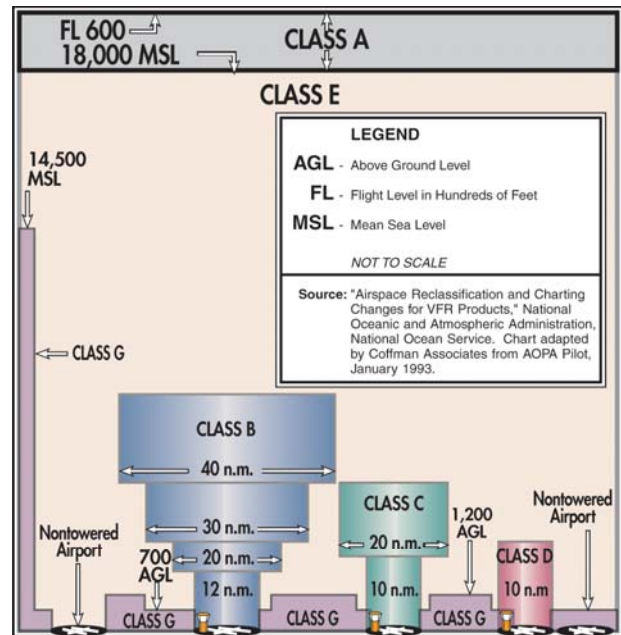 FL 600
18,000 MSL
CLASS A
CLASS E
LEGEND
AGL - Above Ground Level
FL - Flight Level in Hundreds of Feet
MSL - Mean Sea Level
NOT TO SCALE
Source: "Airspace Reclassification and Charting
Changes for VFR Products," National
Oceanic and Atmospheric Administration,
National Ocean Service. Chart adapted
by Coffman Associates from AOPA Pilot,
January 1993.
14,500
MSL
CLASS G
CLASS B
40 n.m.
30 n.m.
20 n.m.
12 n.m.
CLASS C
20 n.m.
10 n.m.
CLASS D
10 n.m
Nontowered
Airport
700
AGL
1,200
AGL
Nontowered
Airport
CLASS G
CLASS G
CLASS G